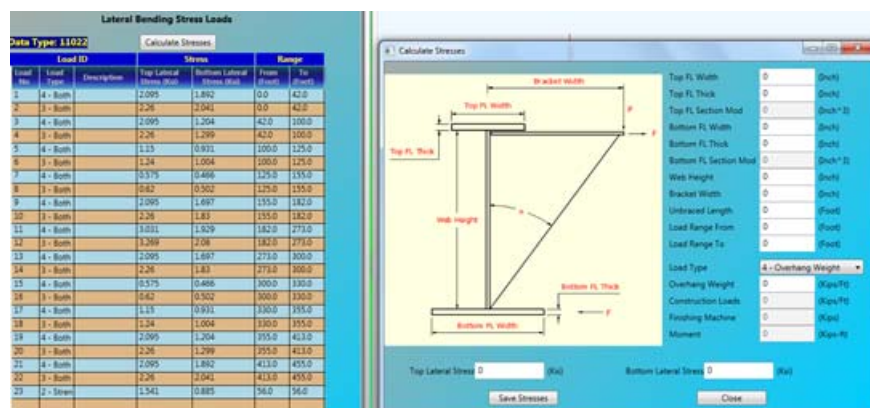 Lateral Bending Stress Loads
Data Type: 11022 Calculate Stresses
Load ID Stress Range
Load No. Load Type Description Top Lateral Stress (Ksi) Bottom Lateral Stress (Ksi) From (Foot) To (Foot)
1 4 - Both 2.095 1.892 0.0 42.0
2 3 - Both 2.26 2.041 0.0 42.0
3 4 - Both 2.095 1.204 42.0 100.0
4 3 - Both 2.26 1.299 42.0 100.0
5 4 - Both 1.15 0.931 100.0 125.0
6 3 - Both 1.24 1.004 100.0 125.0
7 4 - Both 0.575 0.466 125.0 155.0
8 3 - Both 0.62 0.502 125.0 155.0
9 4 - Both 2.095 1.697 155.0 182.0
10 3 - Both 2.26 1.83 155.0 182.0
11 4 - Both 3.031 1.929 182.0 273.0
12 3 - Both 3.269 2.08 182.0 273.0
13 4 - Both 2.095 1.697 273.0 300.0
14 3 - Both 2.26 1.83 273.0 300.0
15 4 - Both 0.575 0.466 300.0 330.0
16 3 - Both 0.62 0.502 300.0 330.0
17 4 - Both 1.15 0.931 330.0 355.0
18 3 - Both 1.24 1.004 330.0 355.0
19 4 - Both 2.095 1.204 355.0 413.0
20 3 - Both 2.26 1.299 355.0 413.0
21 4 - Both 2.095 1.892 413.0 455.0
22 3 - Both 2.26 2.041 413.0 455.0
23 2 - Stren 1.541 0.885 56.0 56.0
Calculate Stresses
Bracket Width
Top FL Width
P
F
Top FL Thick
Web Height
Bottom FL Thick
F
Bottom FL Width
Top FL Width 0 (Inch)
Top FL Thick 0 (Inch)
Top FL Section Mod 0 (Inch^3)
Bottom FL Width 0 (Inch)
Bottom FL Thick 0 (Inch)
Bottom FL Section Mod 0 (Inch^3)
Web Height 0 (Inch)
Bracket Width 0 (Inch)
Unbraced Length 0 (Foot)
Load Range From 0 (Foot)
Load Range To 0 (Foot)
Load Type 4 - Overhang Weight
Overhang Weight 0 (Kips/Ft)
Construction Loads 0 (Kips/Ft)
Finishing Machine 0 (Kips)
Moment 0 (Kips-ft)
Top Lateral Stress 0 (Ksi) Bottom Lateral Stress 0 (Ksi)
Save Stresses Close